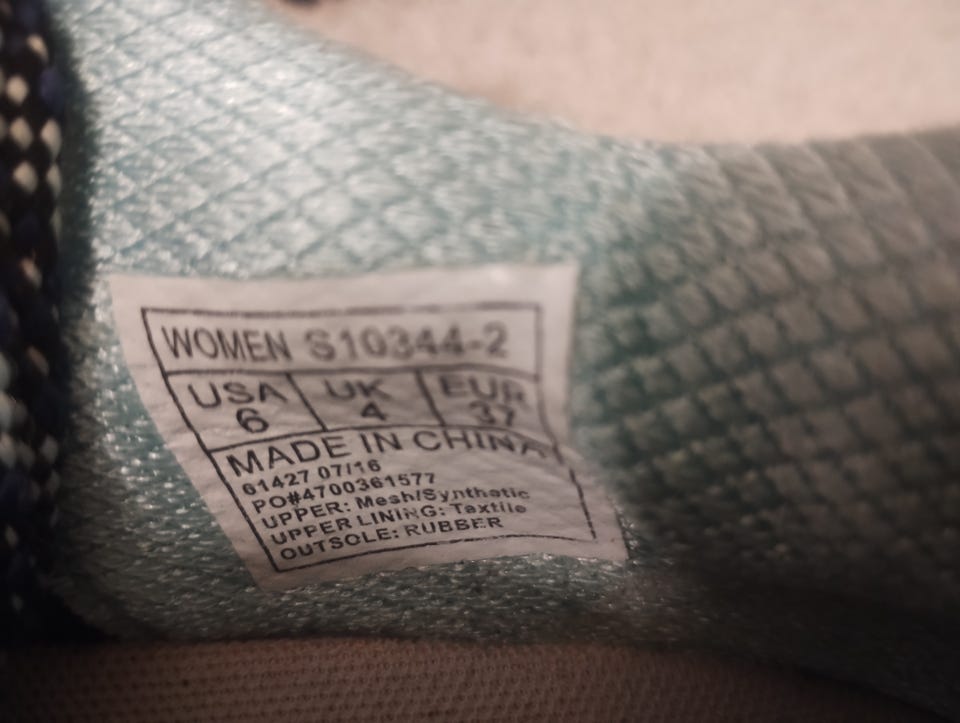 WOMEN S10344-2
USA UK EUR
6 4 37
MADE IN CHINA
61427 07/16
PO#4700361577
UPPER: Mesh/Synthetic
UPPER LINING: Textile
OUTSOLE: RUBBER